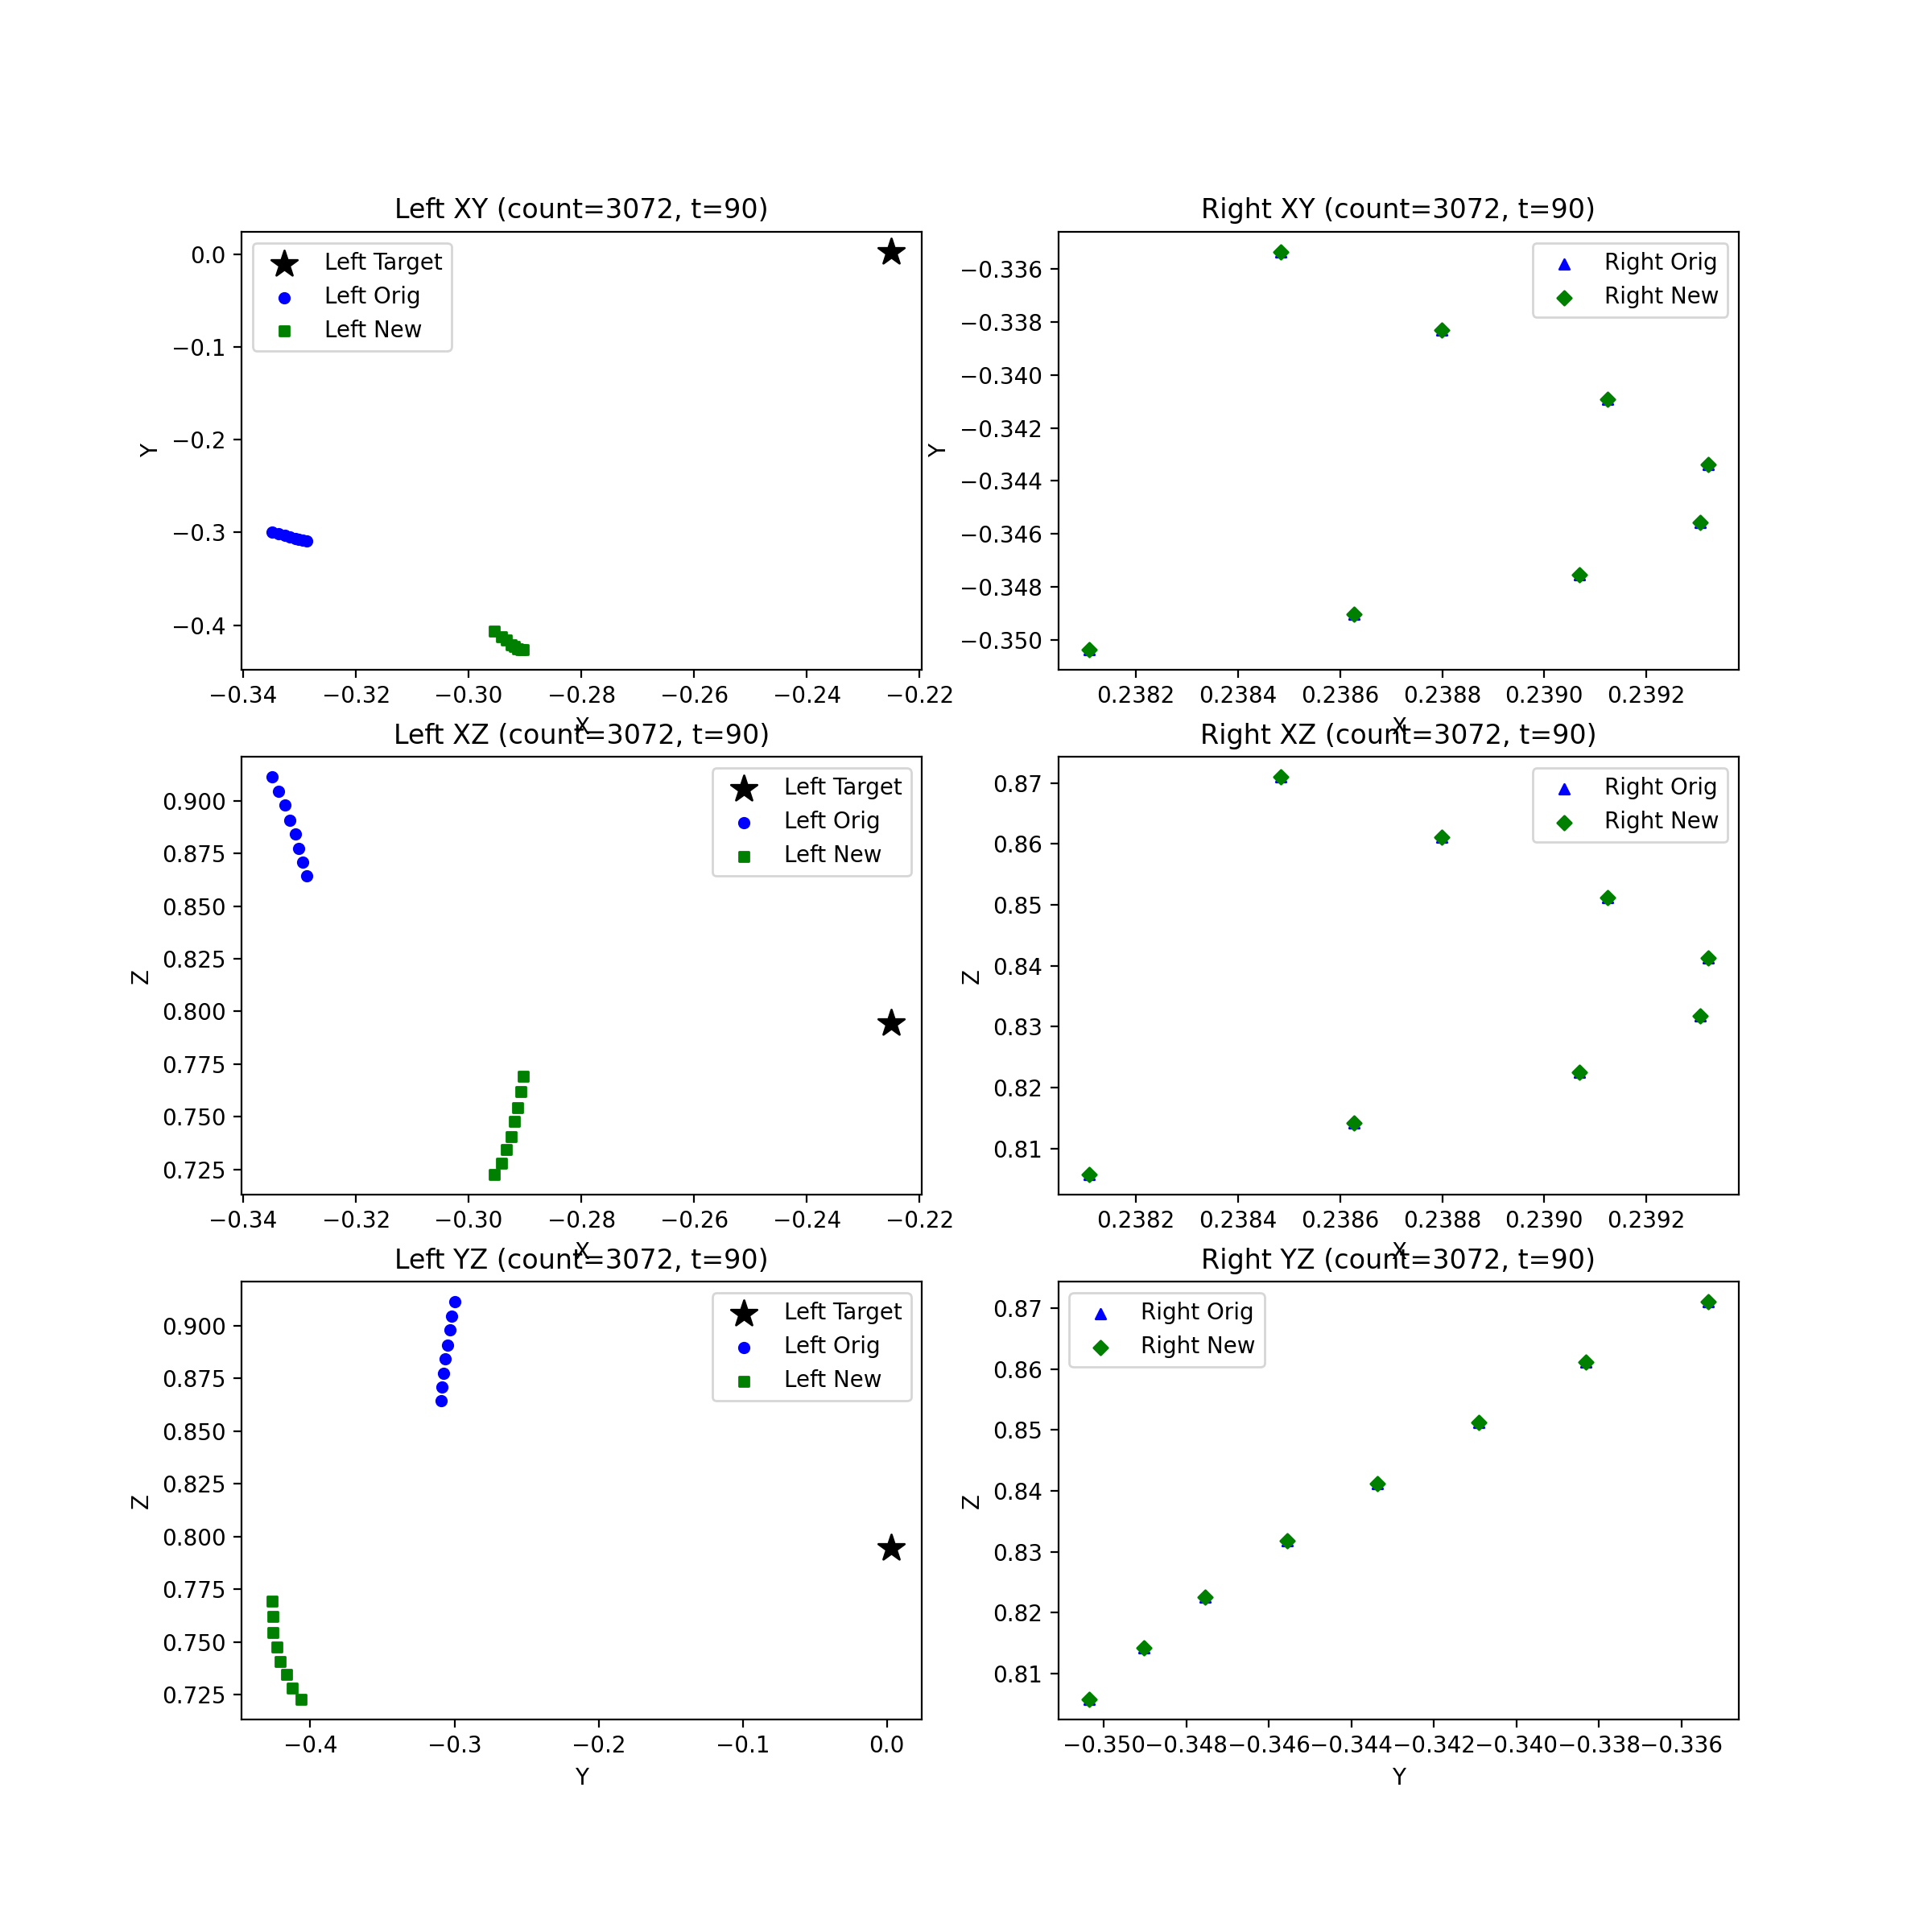 Left XY (count=3072, t=90)
Left Target
Left Orig
Left New
0.0
−0.1
−0.2
−0.3
−0.4
Y
−0.34
−0.32
−0.30
−0.28
−0.26
−0.24
−0.22
X
Right XY (count=3072, t=90)
Right Orig
Right New
−0.336
−0.338
−0.340
−0.342
−0.344
−0.346
−0.348
−0.350
Y
0.2382
0.2384
0.2386
0.2388
0.2390
0.2392
X
Left XZ (count=3072, t=90)
Left Target
Left Orig
Left New
0.900
0.875
0.850
0.825
0.800
0.775
0.750
0.725
Z
−0.34
−0.32
−0.30
−0.28
−0.26
−0.24
−0.22
X
Right XZ (count=3072, t=90)
Right Orig
Right New
0.87
0.86
0.85
0.84
0.83
0.82
0.81
Z
0.2382
0.2384
0.2386
0.2388
0.2390
0.2392
X
Left YZ (count=3072, t=90)
Left Target
Left Orig
Left New
0.900
0.875
0.850
0.825
0.800
0.775
0.750
0.725
Z
−0.4
−0.3
−0.2
−0.1
0.0
Y
Right YZ (count=3072, t=90)
Right Orig
Right New
0.87
0.86
0.85
0.84
0.83
0.82
0.81
Z
−0.350
−0.348
−0.346
−0.344
−0.342
−0.340
−0.338
−0.336
Y